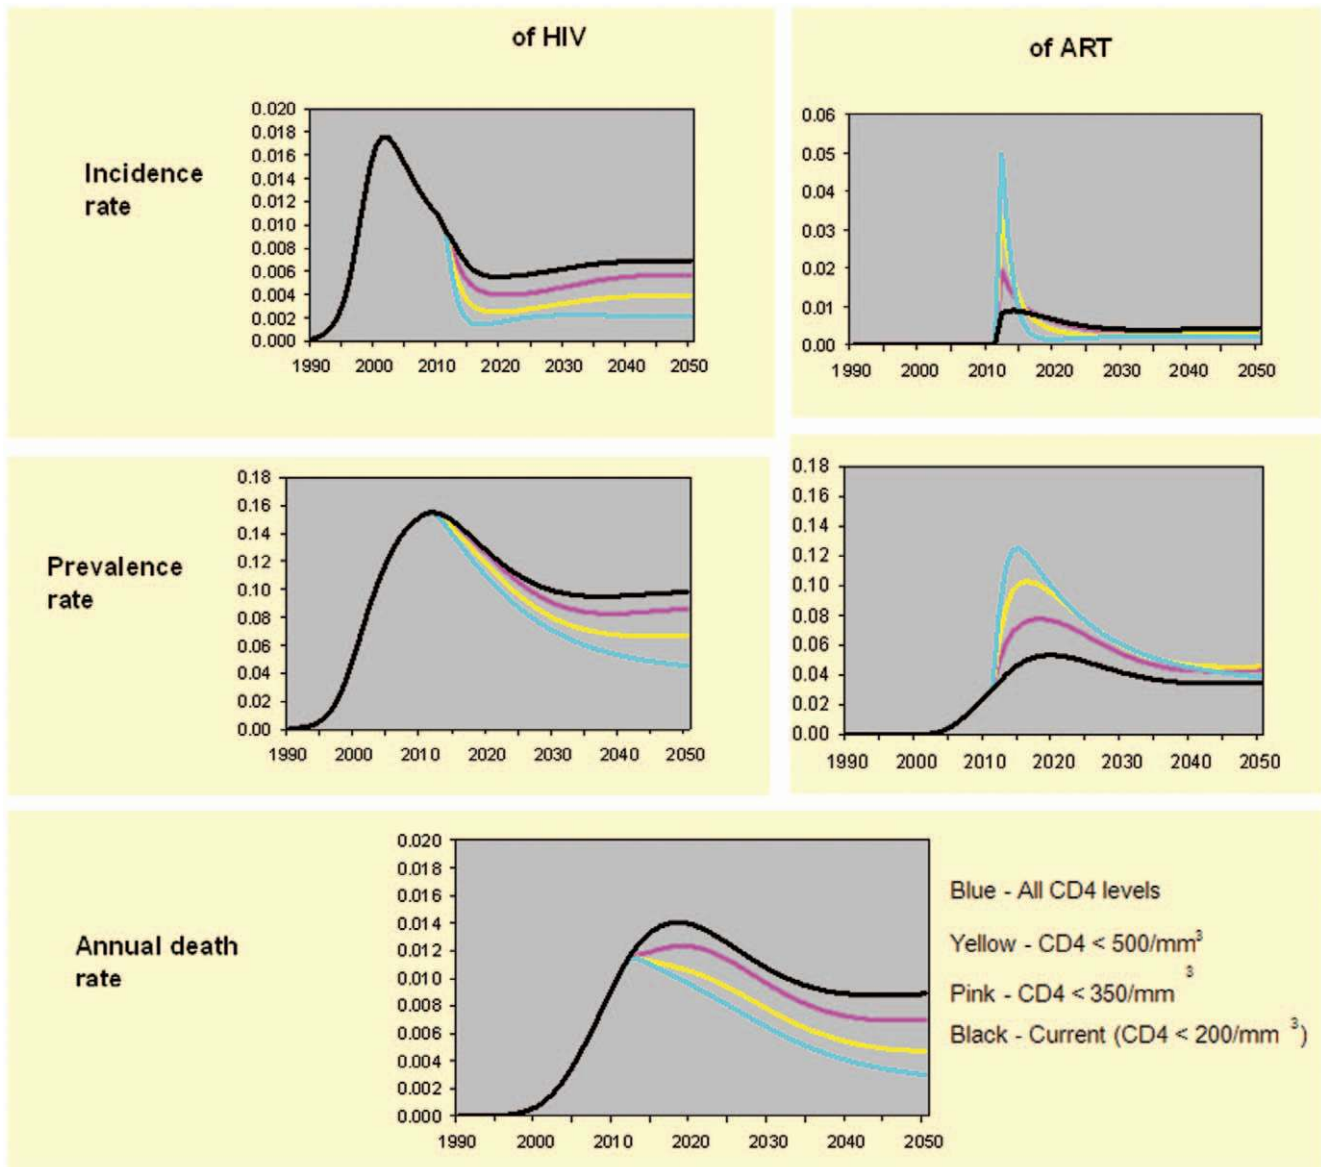 of HIV
of ART
Incidence
rate
0.020
0.018
0.016
0.014
0.012
0.010
0.008
0.006
0.004
0.002
0.000
1990 2000 2010 2020 2030 2040 2050
0.06
0.05
0.04
0.03
0.02
0.01
0.00
1990 2000 2010 2020 2030 2040 2050
Prevalence
rate
0.18
0.16
0.14
0.12
0.10
0.08
0.06
0.04
0.02
0.00
1990 2000 2010 2020 2030 2040 2050
0.18
0.16
0.14
0.12
0.10
0.08
0.06
0.04
0.02
0.00
1990 2000 2010 2020 2030 2040 2050
Annual death
rate
0.020
0.018
0.016
0.014
0.012
0.010
0.008
0.006
0.004
0.002
0.000
1990 2000 2010 2020 2030 2040 2050
Blue - All CD4 levels
Yellow - CD4 < 500/mm³
Pink - CD4 < 350/mm ³
Black - Current (CD4 < 200/mm ³)